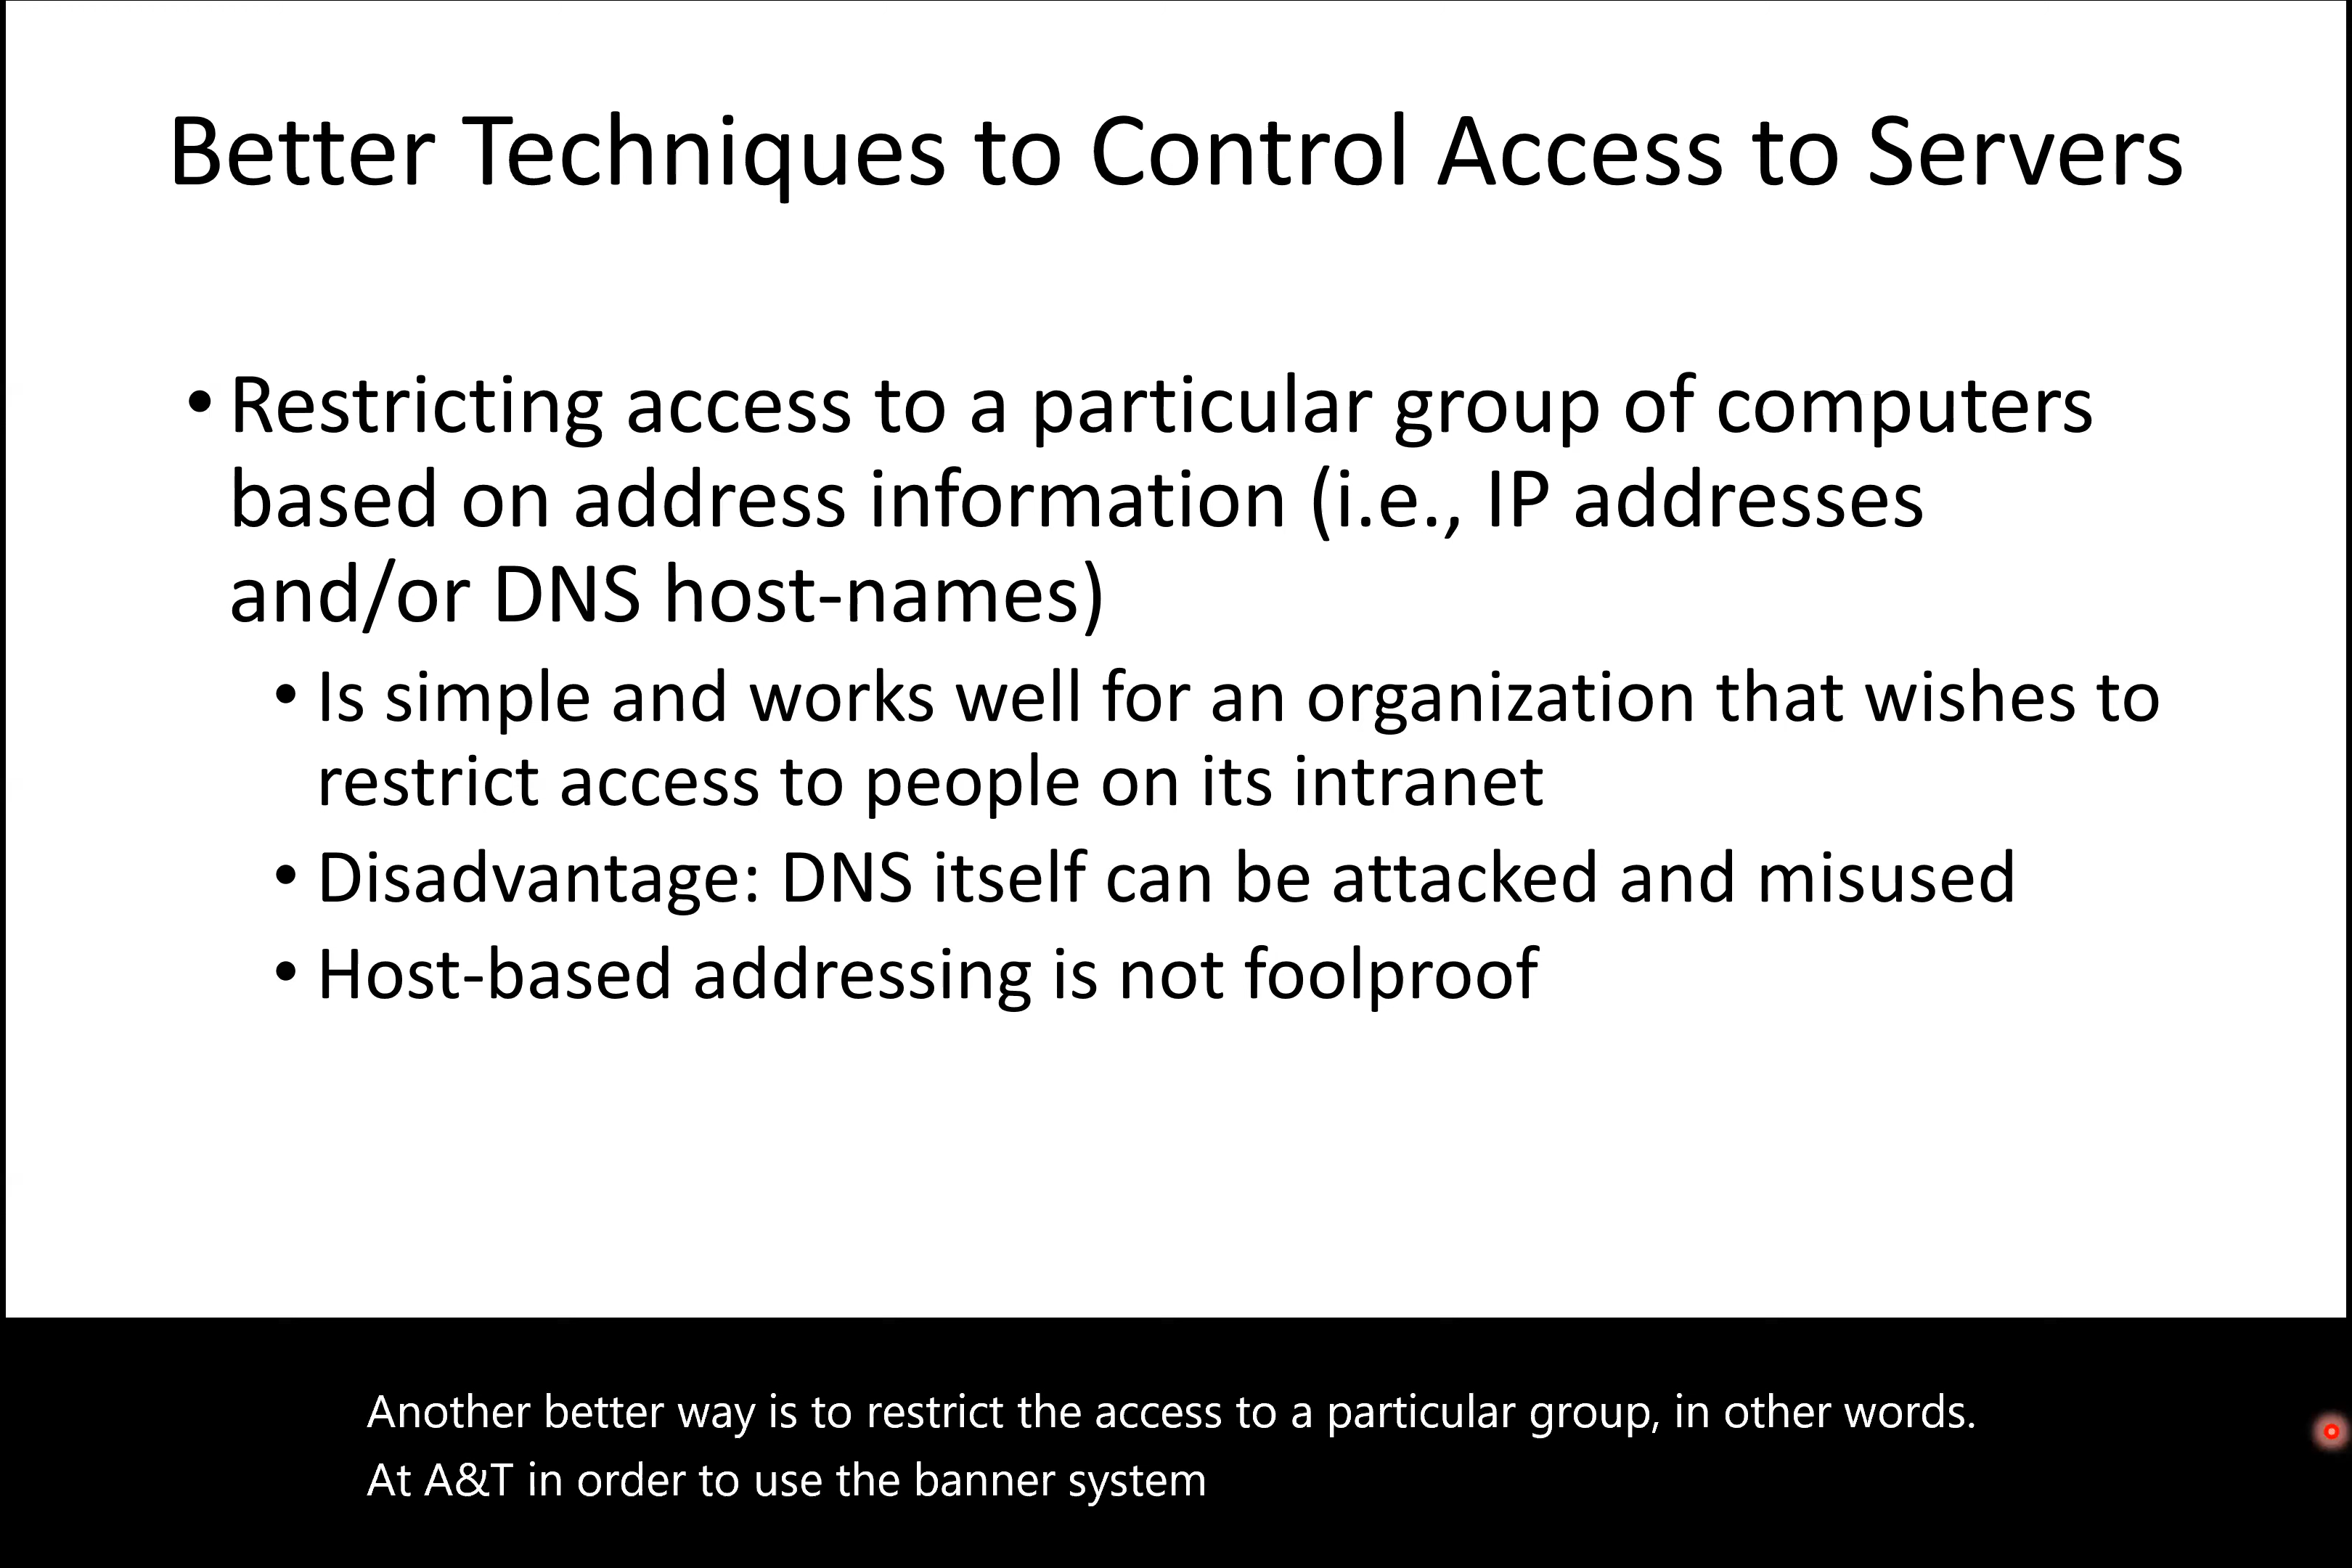 Better Techniques to Control Access to Servers
• Restricting access to a particular group of computers
based on address information (i.e., IP addresses
and/or DNS host-names)
• Is simple and works well for an organization that wishes to
restrict access to people on its intranet
• Disadvantage: DNS itself can be attacked and misused
• Host-based addressing is not foolproof
Another better way is to restrict the access to a particular group, in other words.
At A&T in order to use the banner system